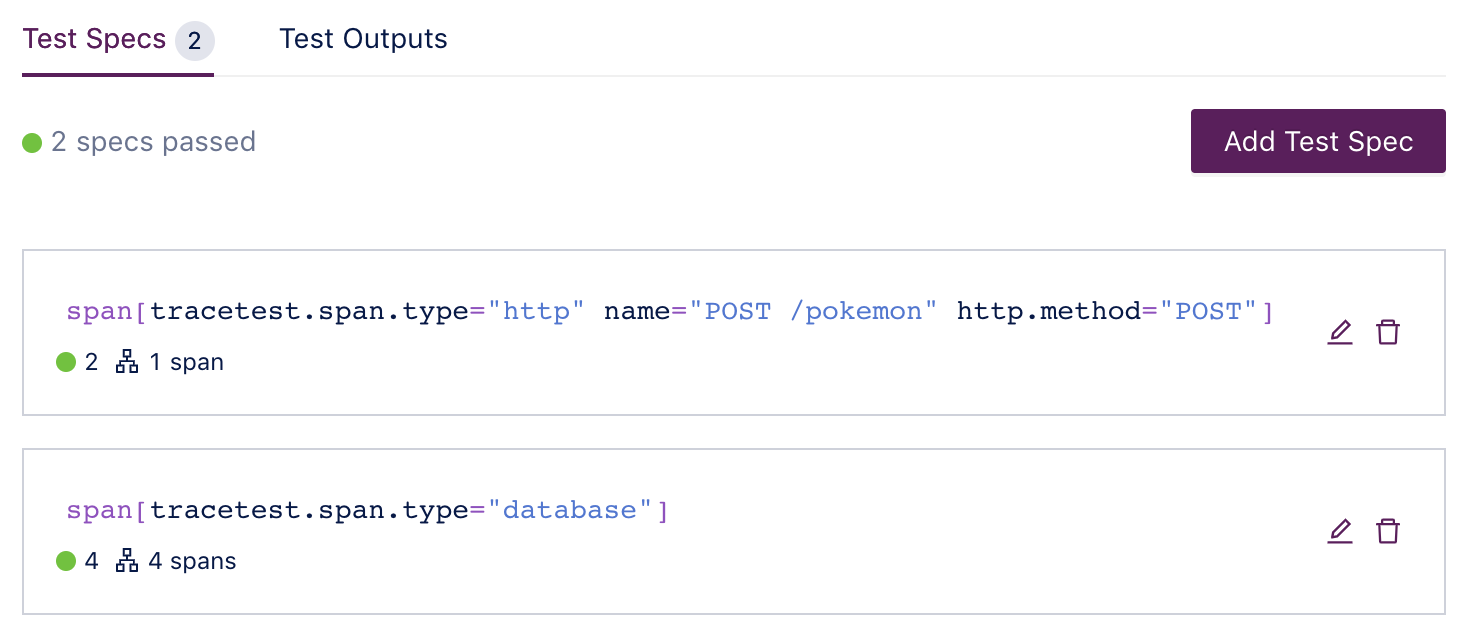 Test Specs 2 Test Outputs
2 specs passed Add Test Spec
span[tracetest.span.type="http" name="POST /pokemon" http.method="POST"]
2 1 span
span[tracetest.span.type="database"]
4 4 spans